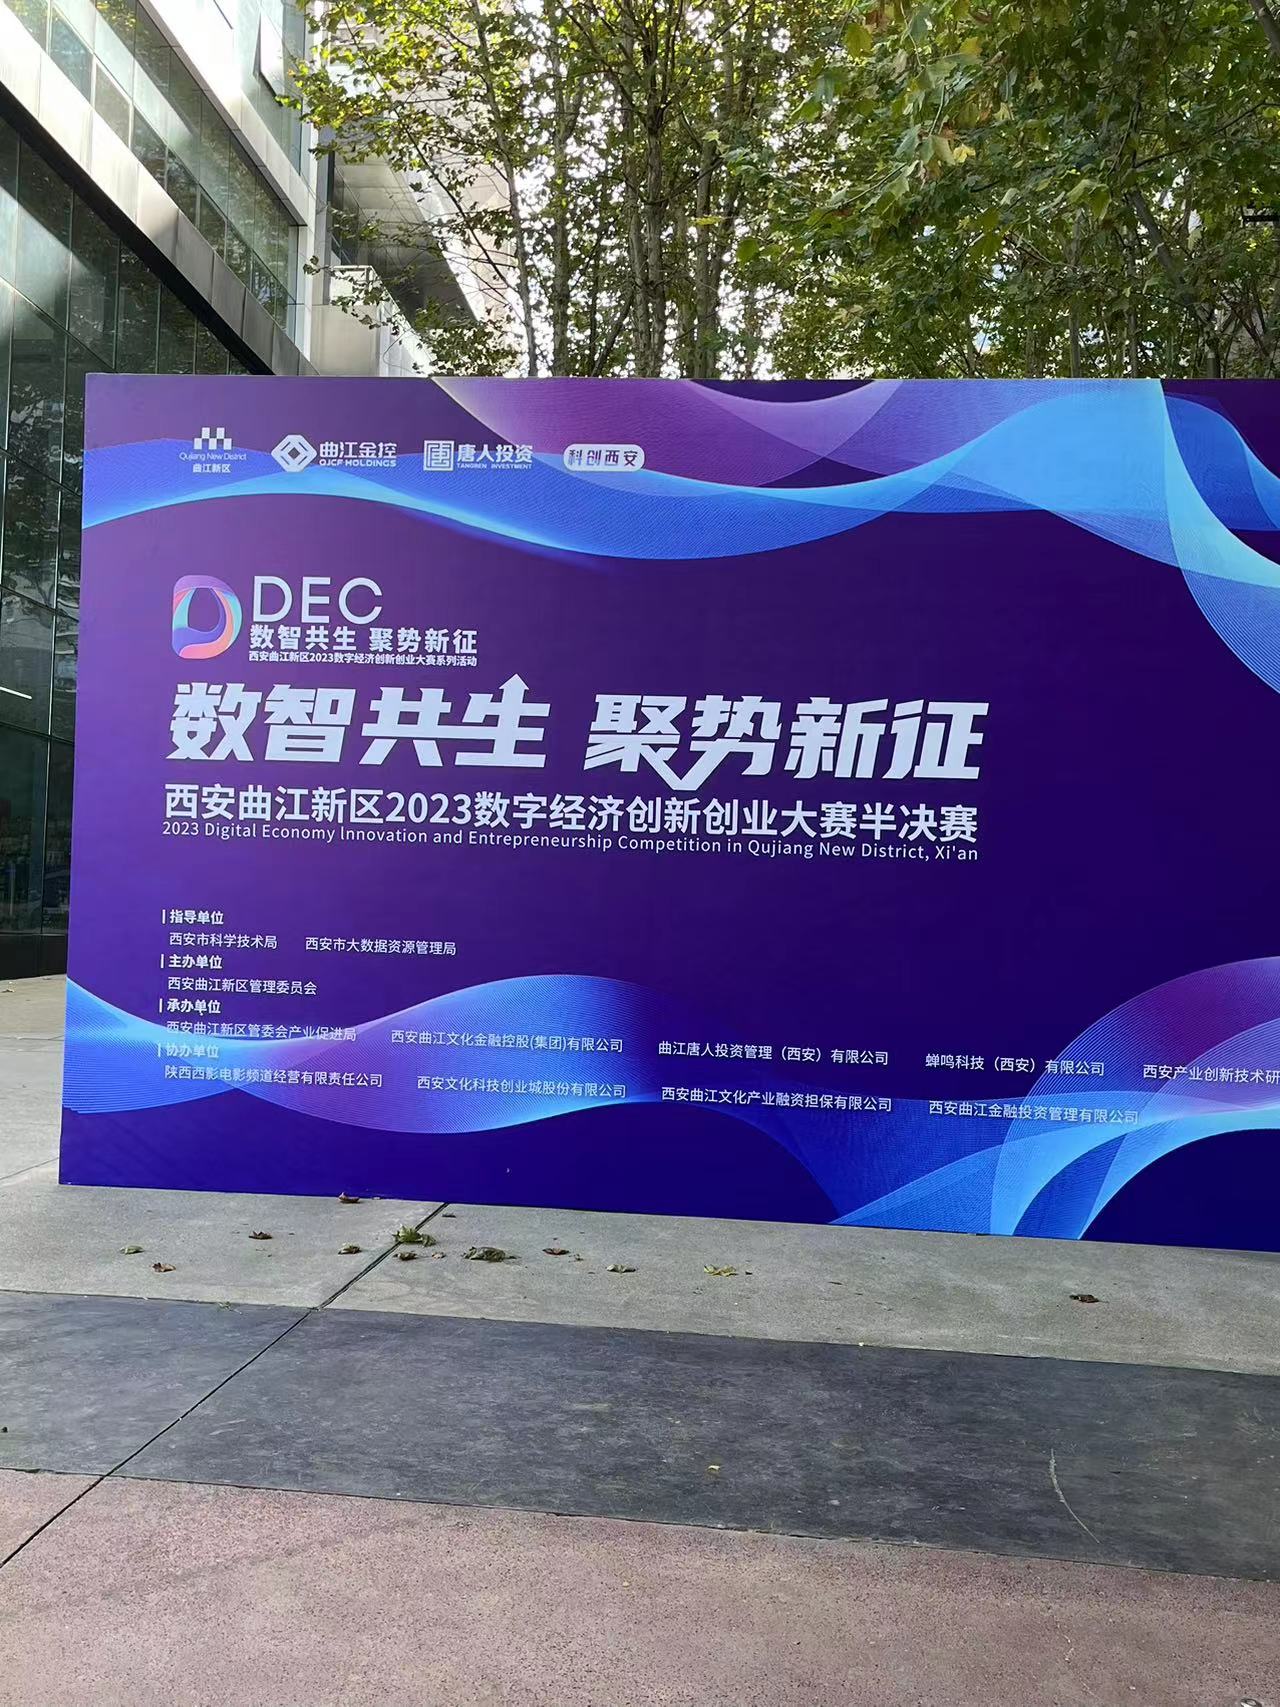 Qujiang New District
曲江新区
曲江金控
QJCF HOLDINGS
唐人投资
TANGREN INVESTMENT
科创西安
DEC
数智共生 聚势新征
西安曲江新区2023数字经济创新创业大赛系列活动
数智共生 聚势新征
西安曲江新区2023数字经济创新创业大赛半决赛
2023 Digital Economy lnnovation and Entrepreneurship Competition in Qujiang New District, Xi'an
指导单位
西安市科学技术局 西安市大数据资源管理局
主办单位
西安曲江新区管理委员会
承办单位
西安曲江新区管委会产业促进局 西安曲江文化金融控股(集团)有限公司 曲江唐人投资管理（西安）有限公司 蝉鸣科技（西安）有限公司 西安产业创新技术研
协办单位
陕西西影电影频道经营有限责任公司 西安文化科技创业城股份有限公司 西安曲江文化产业融资担保有限公司 西安曲江金融投资管理有限公司